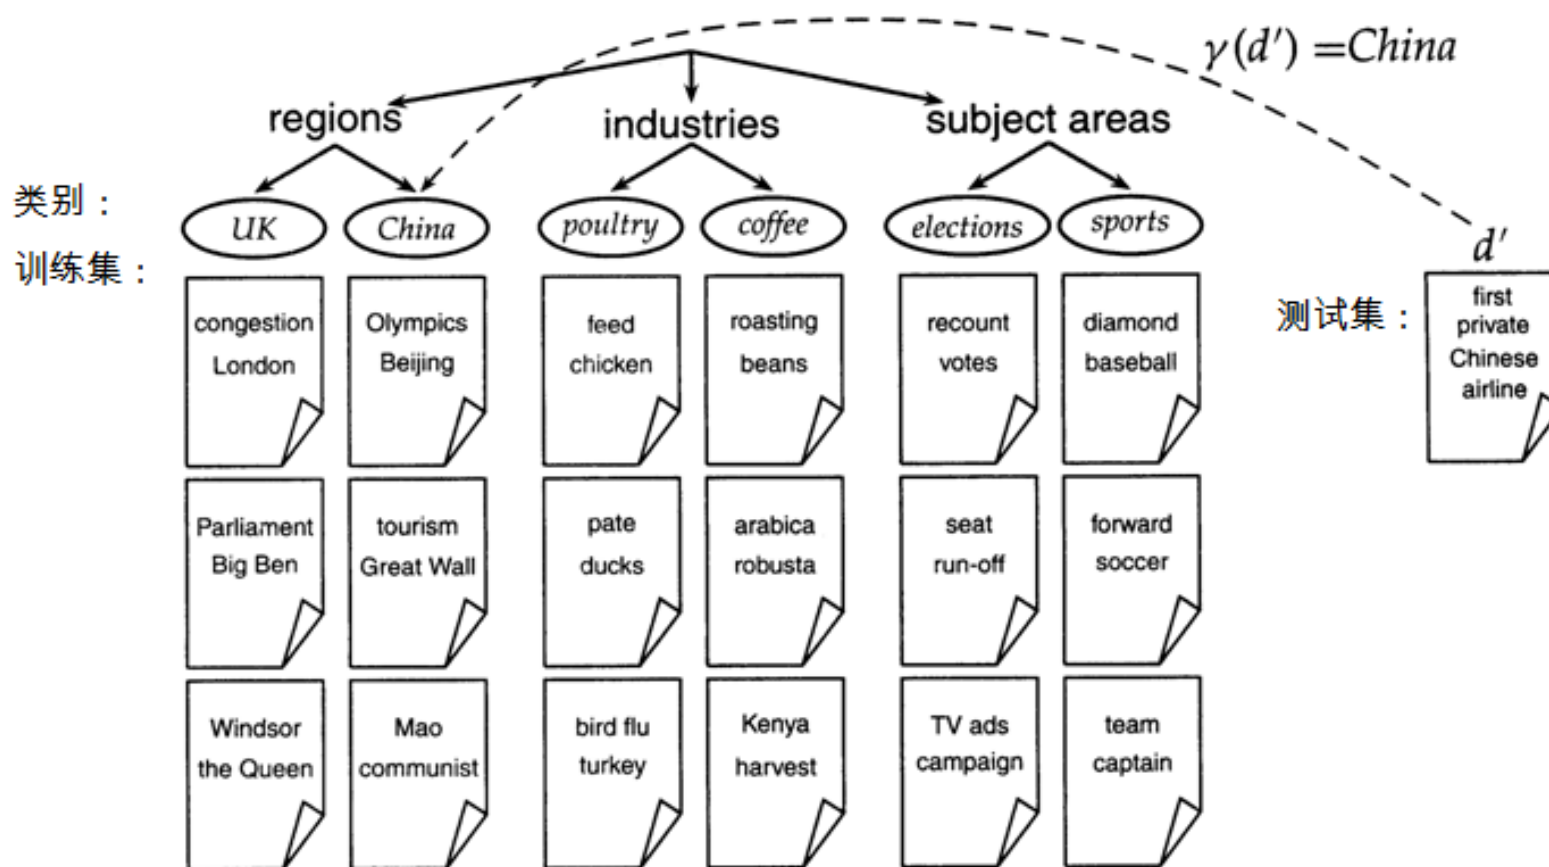 γ(d′) =China
regions
industries
subject areas
类别：
UK
China
poultry
coffee
elections
sports
训练集：
d′
测试集：
first
private
Chinese
airline
congestion
London
Olympics
Beijing
feed
chicken
roasting
beans
recount
votes
diamond
baseball
Parliament
Big Ben
tourism
Great Wall
pate
ducks
arabica
robusta
seat
run-off
forward
soccer
Windsor
the Queen
Mao
communist
bird flu
turkey
Kenya
harvest
TV ads
campaign
team
captain